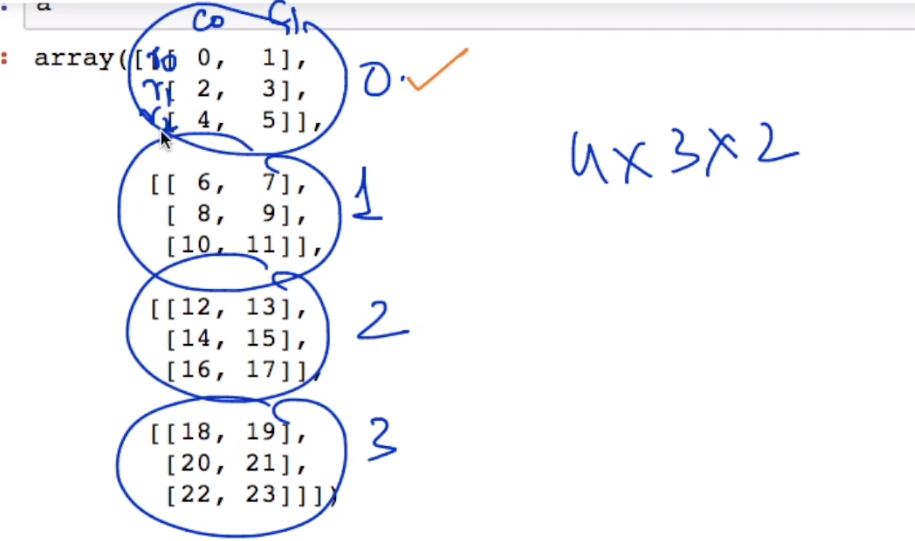 a
c0 c1
array([[[ 0, 1], 0
r0
r1 [ 2, 3],
r2 [ 4, 5]],
4x3x2
[[ 6, 7], 1
[ 8, 9],
[10, 11]],
[[12, 13], 2
[14, 15],
[16, 17]],
[[18, 19], 3
[20, 21],
[22, 23]]])